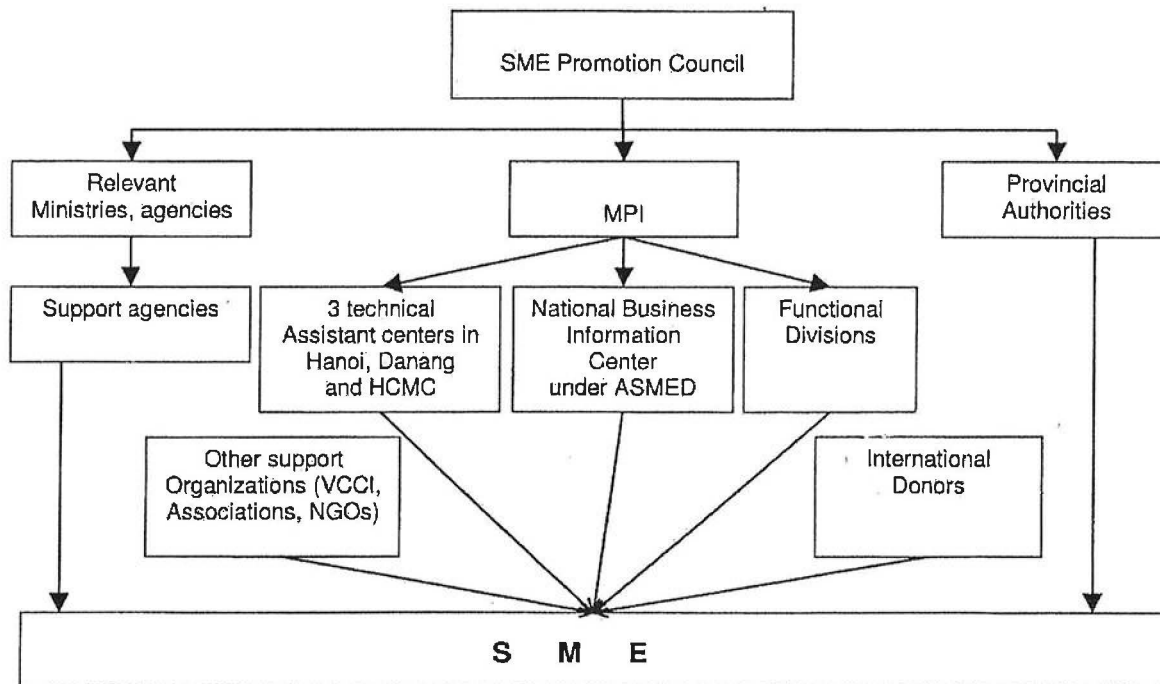 SME Promotion Council
Relevant
Ministries, agencies
MPI
Provincial
Authorities
Support agencies
3 technical
Assistant centers in
Hanoi, Danang
and HCMC
National Business
Information
Center
under ASMED
Functional
Divisions
Other support
Organizations (VCCI,
Associations, NGOs)
International
Donors
S M E